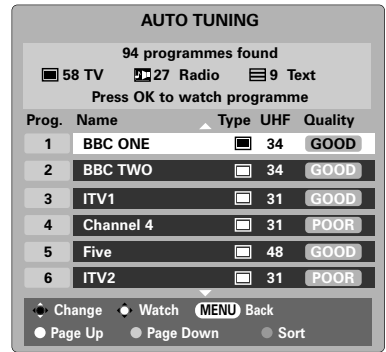 AUTO TUNING
94 programmes found
58 TV 27 Radio 9 Text
Press OK to watch programme
Prog. Name Type UHF Quality
1 BBC ONE 34 GOOD
2 BBC TWO 34 GOOD
3 ITV1 31 GOOD
4 Channel 4 31 POOR
5 Five 48 GOOD
6 ITV2 31 POOR
Change Watch MENU Back
Page Up Page Down Sort